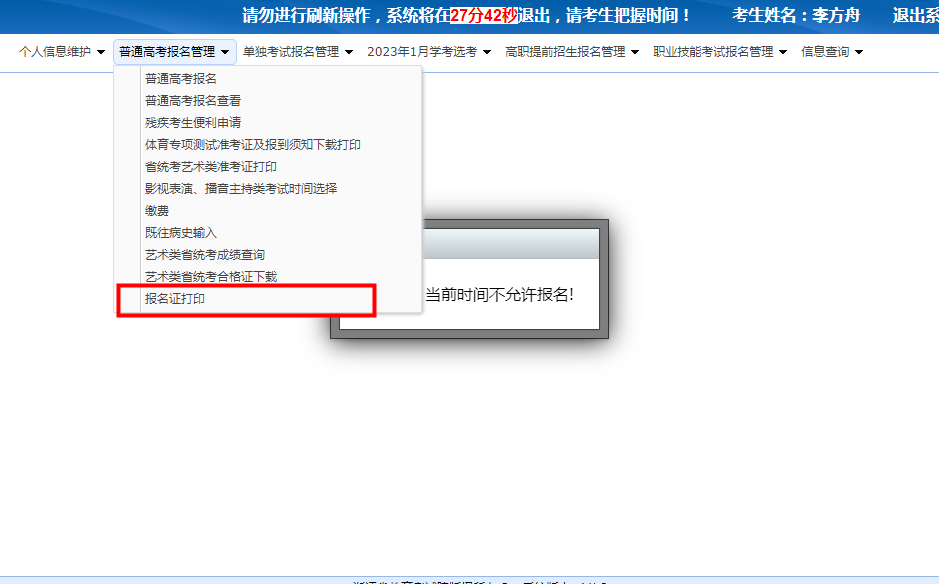 请勿进行刷新操作，系统将在27分42秒退出，请考生把握时间！ 考生姓名：李方舟 退出系
个人信息维护 普通高考报名管理 单独考试报名管理 2023年1月学考选考 高职提前招生报名管理 职业技能考试报名管理 信息查询
普通高考报名
普通高考报名查看
残疾考生便利申请
体育专项测试准考证及报到须知下载打印
省统考艺术类准考证打印
影视表演、播音主持类考试时间选择
缴费
既往病史输入
艺术类省统考成绩查询
艺术类省统考合格证下载
报名证打印
当前时间不允许报名!